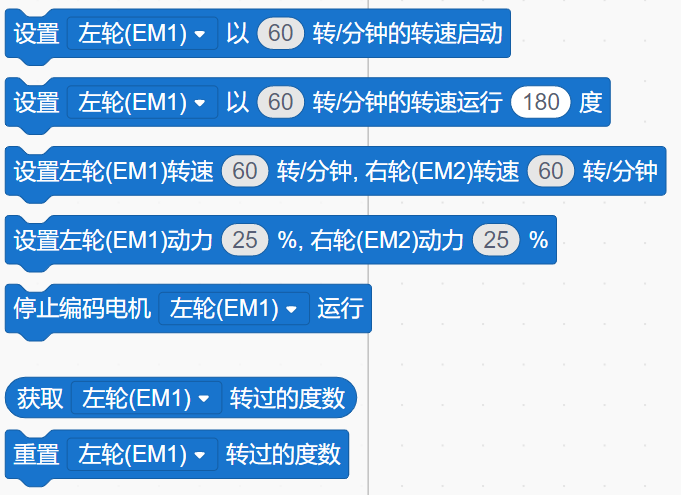 设置 左轮(EM1) 以 60 转/分钟的转速启动
设置 左轮(EM1) 以 60 转/分钟的转速运行 180 度
设置左轮(EM1)转速 60 转/分钟, 右轮(EM2)转速 60 转/分钟
设置左轮(EM1)动力 25 %, 右轮(EM2)动力 25 %
停止编码电机 左轮(EM1) 运行
获取 左轮(EM1) 转过的度数
重置 左轮(EM1) 转过的度数